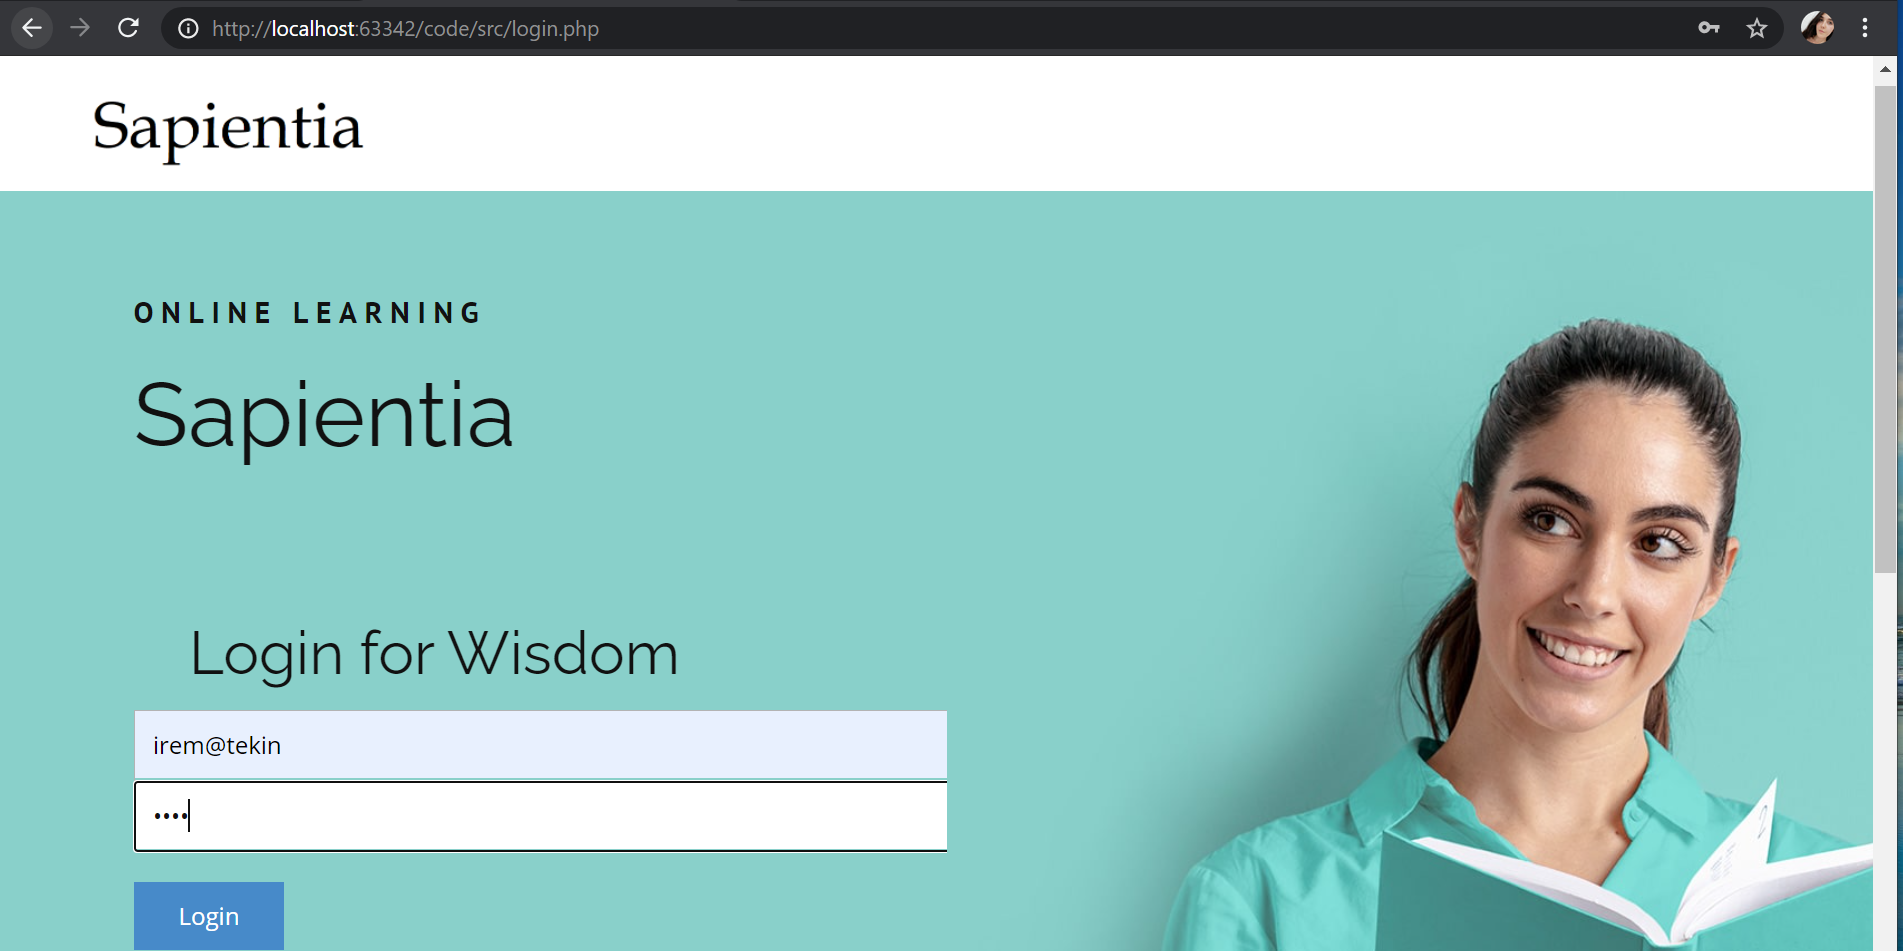 http://localhost:63342/code/src/login.php
Sapientia
ONLINE LEARNING
Sapientia
Login for Wisdom
irem@tekin
••••
Login